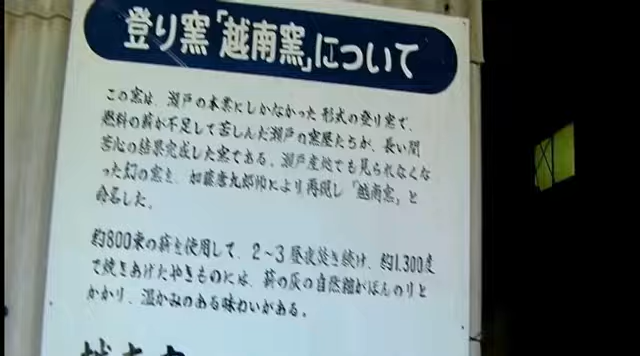 登り窯「越南窯」について
この窯は、瀬戸の本業にしかなかった形式の登り窯で、
燃料の薪が不足して苦しんだ瀬戸の窯屋たちが、長い間
苦心の結果完成した窯である。瀬戸産地でも見られなくな
った幻の窯を、加藤唐九郎師により再現し「越南窯」と
命名した。
約800束の薪を使用して、2~3昼夜焚き続け、約1.300度
で焼きあげたやきものには、薪の灰の自然釉がほんのりと
かかり、温かみのある味わいがある。